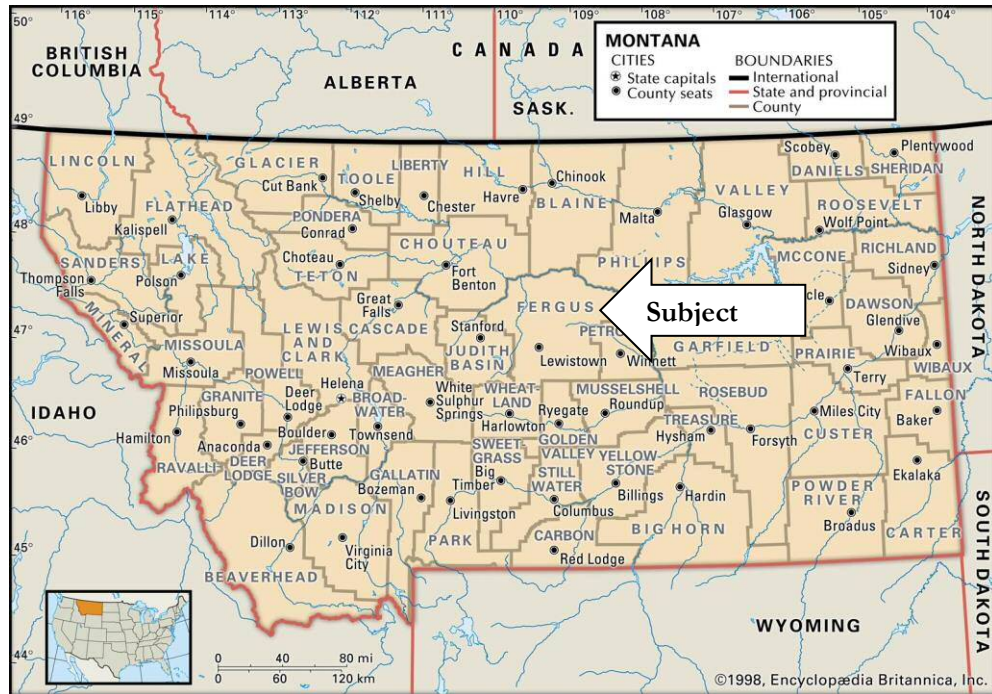 116° 115° 114° 113° 112° 111° 110° 109° 108° 107° 106° 105° 104°
50°
BRITISH
COLUMBIA
ALBERTA
CANADA
SASK.
MONTANA
CITIES
State capitals
County seats
BOUNDARIES
International
State and provincial
County
49°
LINCOLN
Libby
FLATHEAD
Kalispell
GLACIER
Cut Bank
TOOLE
Shelby
LIBERTY
Chester
HILL
Havre
Chinook
BLAINE
PHILLIPS
Malta
VALLEY
Glasgow
Scobey
DANIELS
Plentywood
SHERIDAN
ROOSEVELT
Wolf Point
48°
SANDERS
Thompson
Falls
LAKE
Polson
PONDERA
Conrad
Choteau
TETON
CHOUTEAU
Fort
Benton
MCCONE
cle
RICHLAND
Sidney
NORTH DAKOTA
47°
MINERAL
Superior
MISSOULA
Missoula
POWELL
LEWIS
AND
CLARK
Great
Falls
CASCADE
Stanford
JUDITH
BASIN
FERGUS
Lewistown
Subject
PETRO
Winnett
GARFIELD
DAWSON
Glendive
PRAIRIE
Terry
Wibaux
WIBAUX
IDAHO
GRANITE
Philipsburg
Deer
Lodge
Helena
BROAD-
WATER
Townsend
MEAGHER
White
Sulphur
Springs
WHEAT-
LAND
Harlowton
Ryegate
GOLDEN
VALLEY
MUSSELSHELL
Roundup
ROSEBUD
Forsyth
TREASURE
Hysham
Miles City
CUSTER
FALLON
Baker
46°
Hamilton
RAVALLI
Anaconda
DEER
LODGE
Boulder
JEFFERSON
Butte
SILVER
BOW
MADISON
Virginia
City
GALLATIN
Bozeman
Livingston
PARK
SWEET-
GRASS
Big
Timber
STILL
WATER
Columbus
YELLOW-
STONE
Billings
Hardin
BIG HORN
POWDER
RIVER
Broadus
Ekalaka
CARTER
SOUTH DAKOTA
45°
Dillon
BEAVERHEAD
CARBON
Red Lodge
WYOMING
44°
0 40 80 mi
0 60 120 km
©1998, Encyclopædia Britannica, Inc.